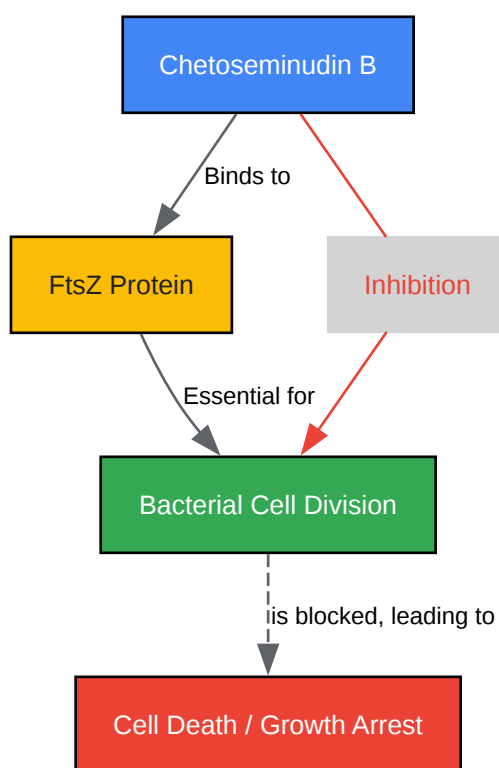 Chetoseminudin B
Binds to
FtsZ Protein
Inhibition
Essential for
Bacterial Cell Division
is blocked, leading to
Cell Death / Growth Arrest